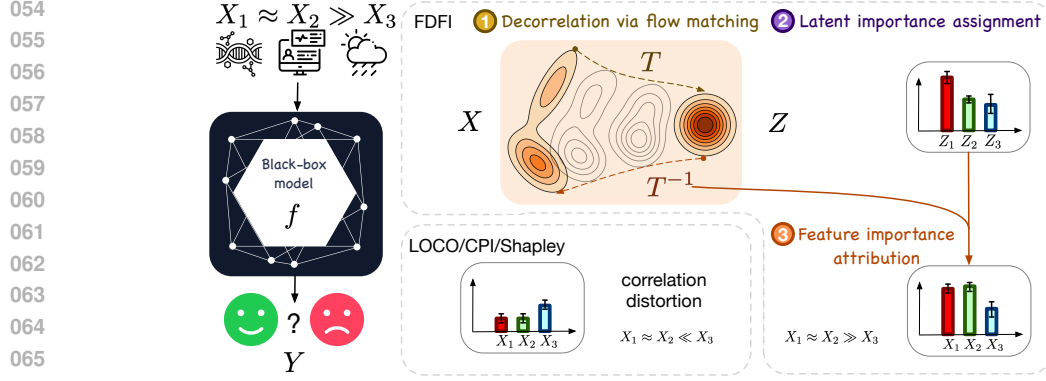 054
055
056
057
058
059
060
061
062
063
064
065
X₁ ≈ X₂ ≫ X₃
Black-box
model
f
?
Y
FDFI
1 Decorrelation via flow matching
X
T
Z
T⁻¹
2 Latent importance assignment
Z₁ Z₂ Z₃
3 Feature importance
attribution
X₁ X₂ X₃
X₁ ≈ X₂ ≫ X₃
LOCO/CPI/Shapley
X₁ X₂ X₃
correlation
distortion
X₁ ≈ X₂ ≪ X₃